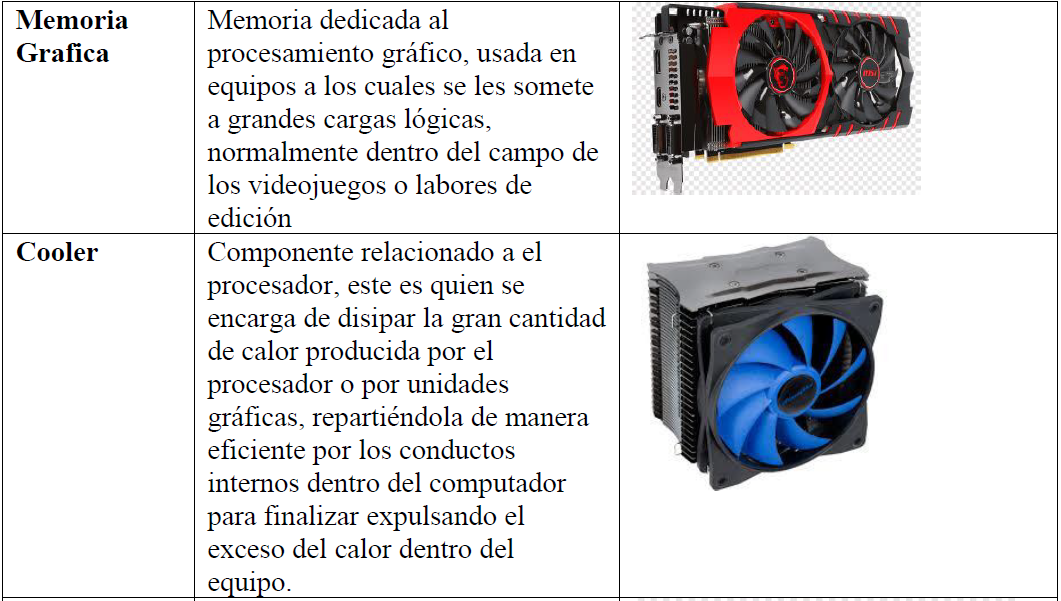 Memoria
Grafica
Memoria dedicada al
procesamiento gráfico, usada en
equipos a los cuales se les somete
a grandes cargas lógicas,
normalmente dentro del campo de
los videojuegos o labores de
edición
Cooler
Componente relacionado a el
procesador, este es quien se
encarga de disipar la gran cantidad
de calor producida por el
procesador o por unidades
gráficas, repartiéndola de manera
eficiente por los conductos
internos dentro del computador
para finalizar expulsando el
exceso del calor dentro del
equipo.